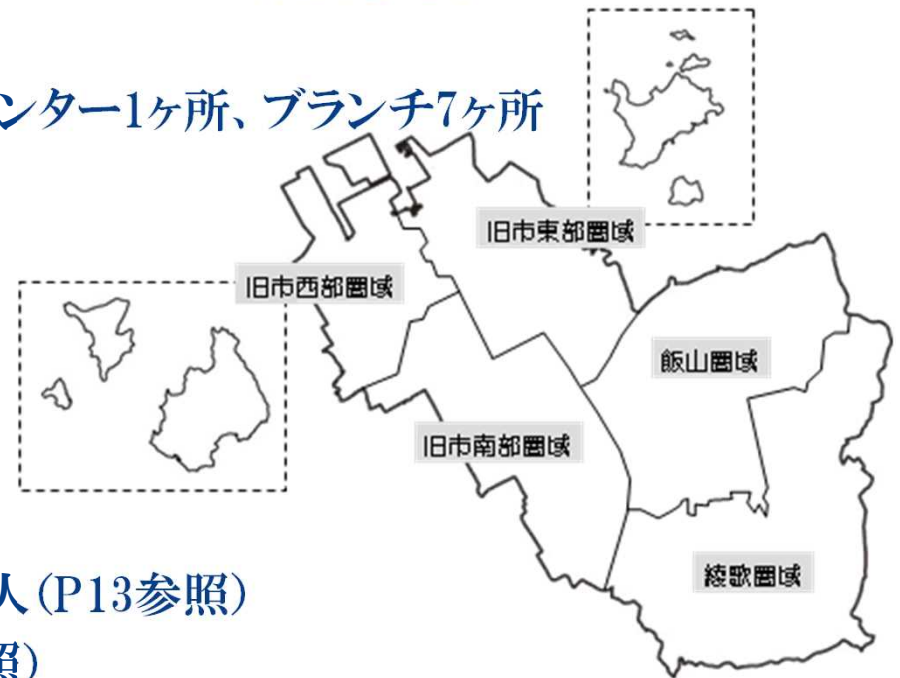 ンター1ヶ所、ブランチ7ヶ所
旧市東部圏域
旧市西部圏域
飯山圏域
旧市南部圏域
綾歌圏域
人(P13参照)
照)